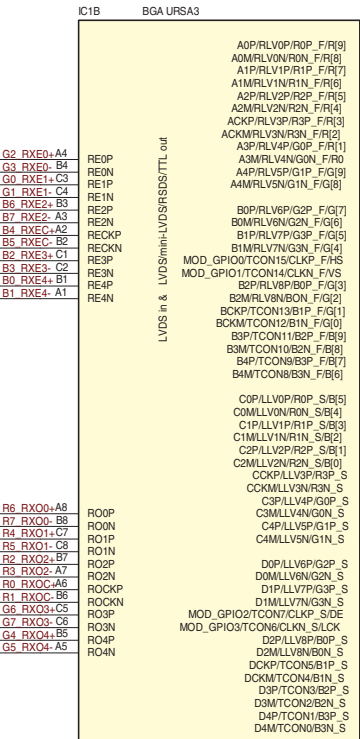 IC1B BGA URSA3
A0P/RLV0P/R0P_F/R[9]
A0M/RLV0N/R0N_F/R[8]
A1P/RLV1P/R1P_F/R[7]
A1M/RLV1N/R1N_F/R[6]
A2P/RLV2P/R2P_F/R[5]
A2M/RLV2N/R2N_F/R[4]
ACKP/RLV3P/R3P_F/R[3]
ACKM/RLV3N/R3N_F/R[2]
A3P/RLV4P/G0P_F/R[1]
A3M/RLV4N/G0N_F/R0
A4P/RLV5P/G1P_F/G[9]
A4M/RLV5N/G1N_F/G[8]
B0P/RLV6P/G2P_F/G[7]
B0M/RLV6N/G2N_F/G[6]
B1P/RLV7P/G3P_F/G[5]
B1M/RLV7N/G3N_F/G[4]
MOD_GPIO0/TCON15/CLKP_F/HS
MOD_GPIO1/TCON14/CLKN_F/VS
B2P/RLV8P/B0P_F/G[3]
B2M/RLV8N/BON_F/G[2]
BCKP/TCON13/B1P_F/G[1]
BCKM/TCON12/B1N_F/G[0]
B3P/TCON11/B2P_F/B[9]
B3M/TCON10/B2N_F/B[8]
B4P/TCON9/B3P_F/B[7]
B4M/TCON8/B3N_F/B[6]
C0P/LLV0P/R0P_S/B[5]
C0M/LLV0N/R0N_S/B[4]
C1P/LLV1P/R1P_S/B[3]
C1M/LLV1N/R1N_S/B[2]
C2P/LLV2P/R2P_S/B[1]
C2M/LLV2N/R2N_S/B[0]
CCKP/LLV3P/R3P_S
CCKM/LLV3N/R3N_S
C3P/LLV4P/G0P_S
C3M/LLV4N/G0N_S
C4P/LLV5P/G1P_S
C4M/LLV5N/G1N_S
D0P/LLV6P/G2P_S
D0M/LLV6N/G2N_S
D1P/LLV7P/G3P_S
D1M/LLV7N/G3N_S
MOD_GPIO2/TCON7/CLKP_S/DE
MOD_GPIO3/TCON6/CLKN_S/LCK
D2P/LLV8P/B0P_S
D2M/LLV8N/B0N_S
DCKP/TCON5/B1P_S
DCKM/TCON4/B1N_S
D3P/TCON3/B2P_S
D3M/TCON2/B2N_S
D4P/TCON1/B3P_S
D4M/TCON0/B3N_S
LVDS in & LVDS/mini-LVDS/RSDS/TTL out
G2_RXE0+ A4 RE0P
G3_RXE0- B4 RE0N
G0_RXE1+ C3 RE1P
G1_RXE1- C4 RE1N
B6_RXE2+ B3 RE2P
B7_RXE2- A3 RE2N
B4_RXEC+ A2 RECKP
B5_RXEC- B2 RECKN
B2_RXE3+ C1 RE3P
B3_RXE3- C2 RE3N
B0_RXE4+ B1 RE4P
B1_RXE4- A1 RE4N
R6_RXO0+ A8 RO0P
R7_RXO0- B8 RO0N
R4_RXO1+ C7 RO1P
R5_RXO1- C8 RO1N
R2_RXO2+ B7 RO2P
R3_RXO2- A7 RO2N
R0_RXOC+ A6 ROCKP
R1_RXOC- B6 ROCKN
G6_RXO3+ C5 RO3P
G7_RXO3- C6 RO3N
G4_RXO4+ B5 RO4P
G5_RXO4- A5 RO4N